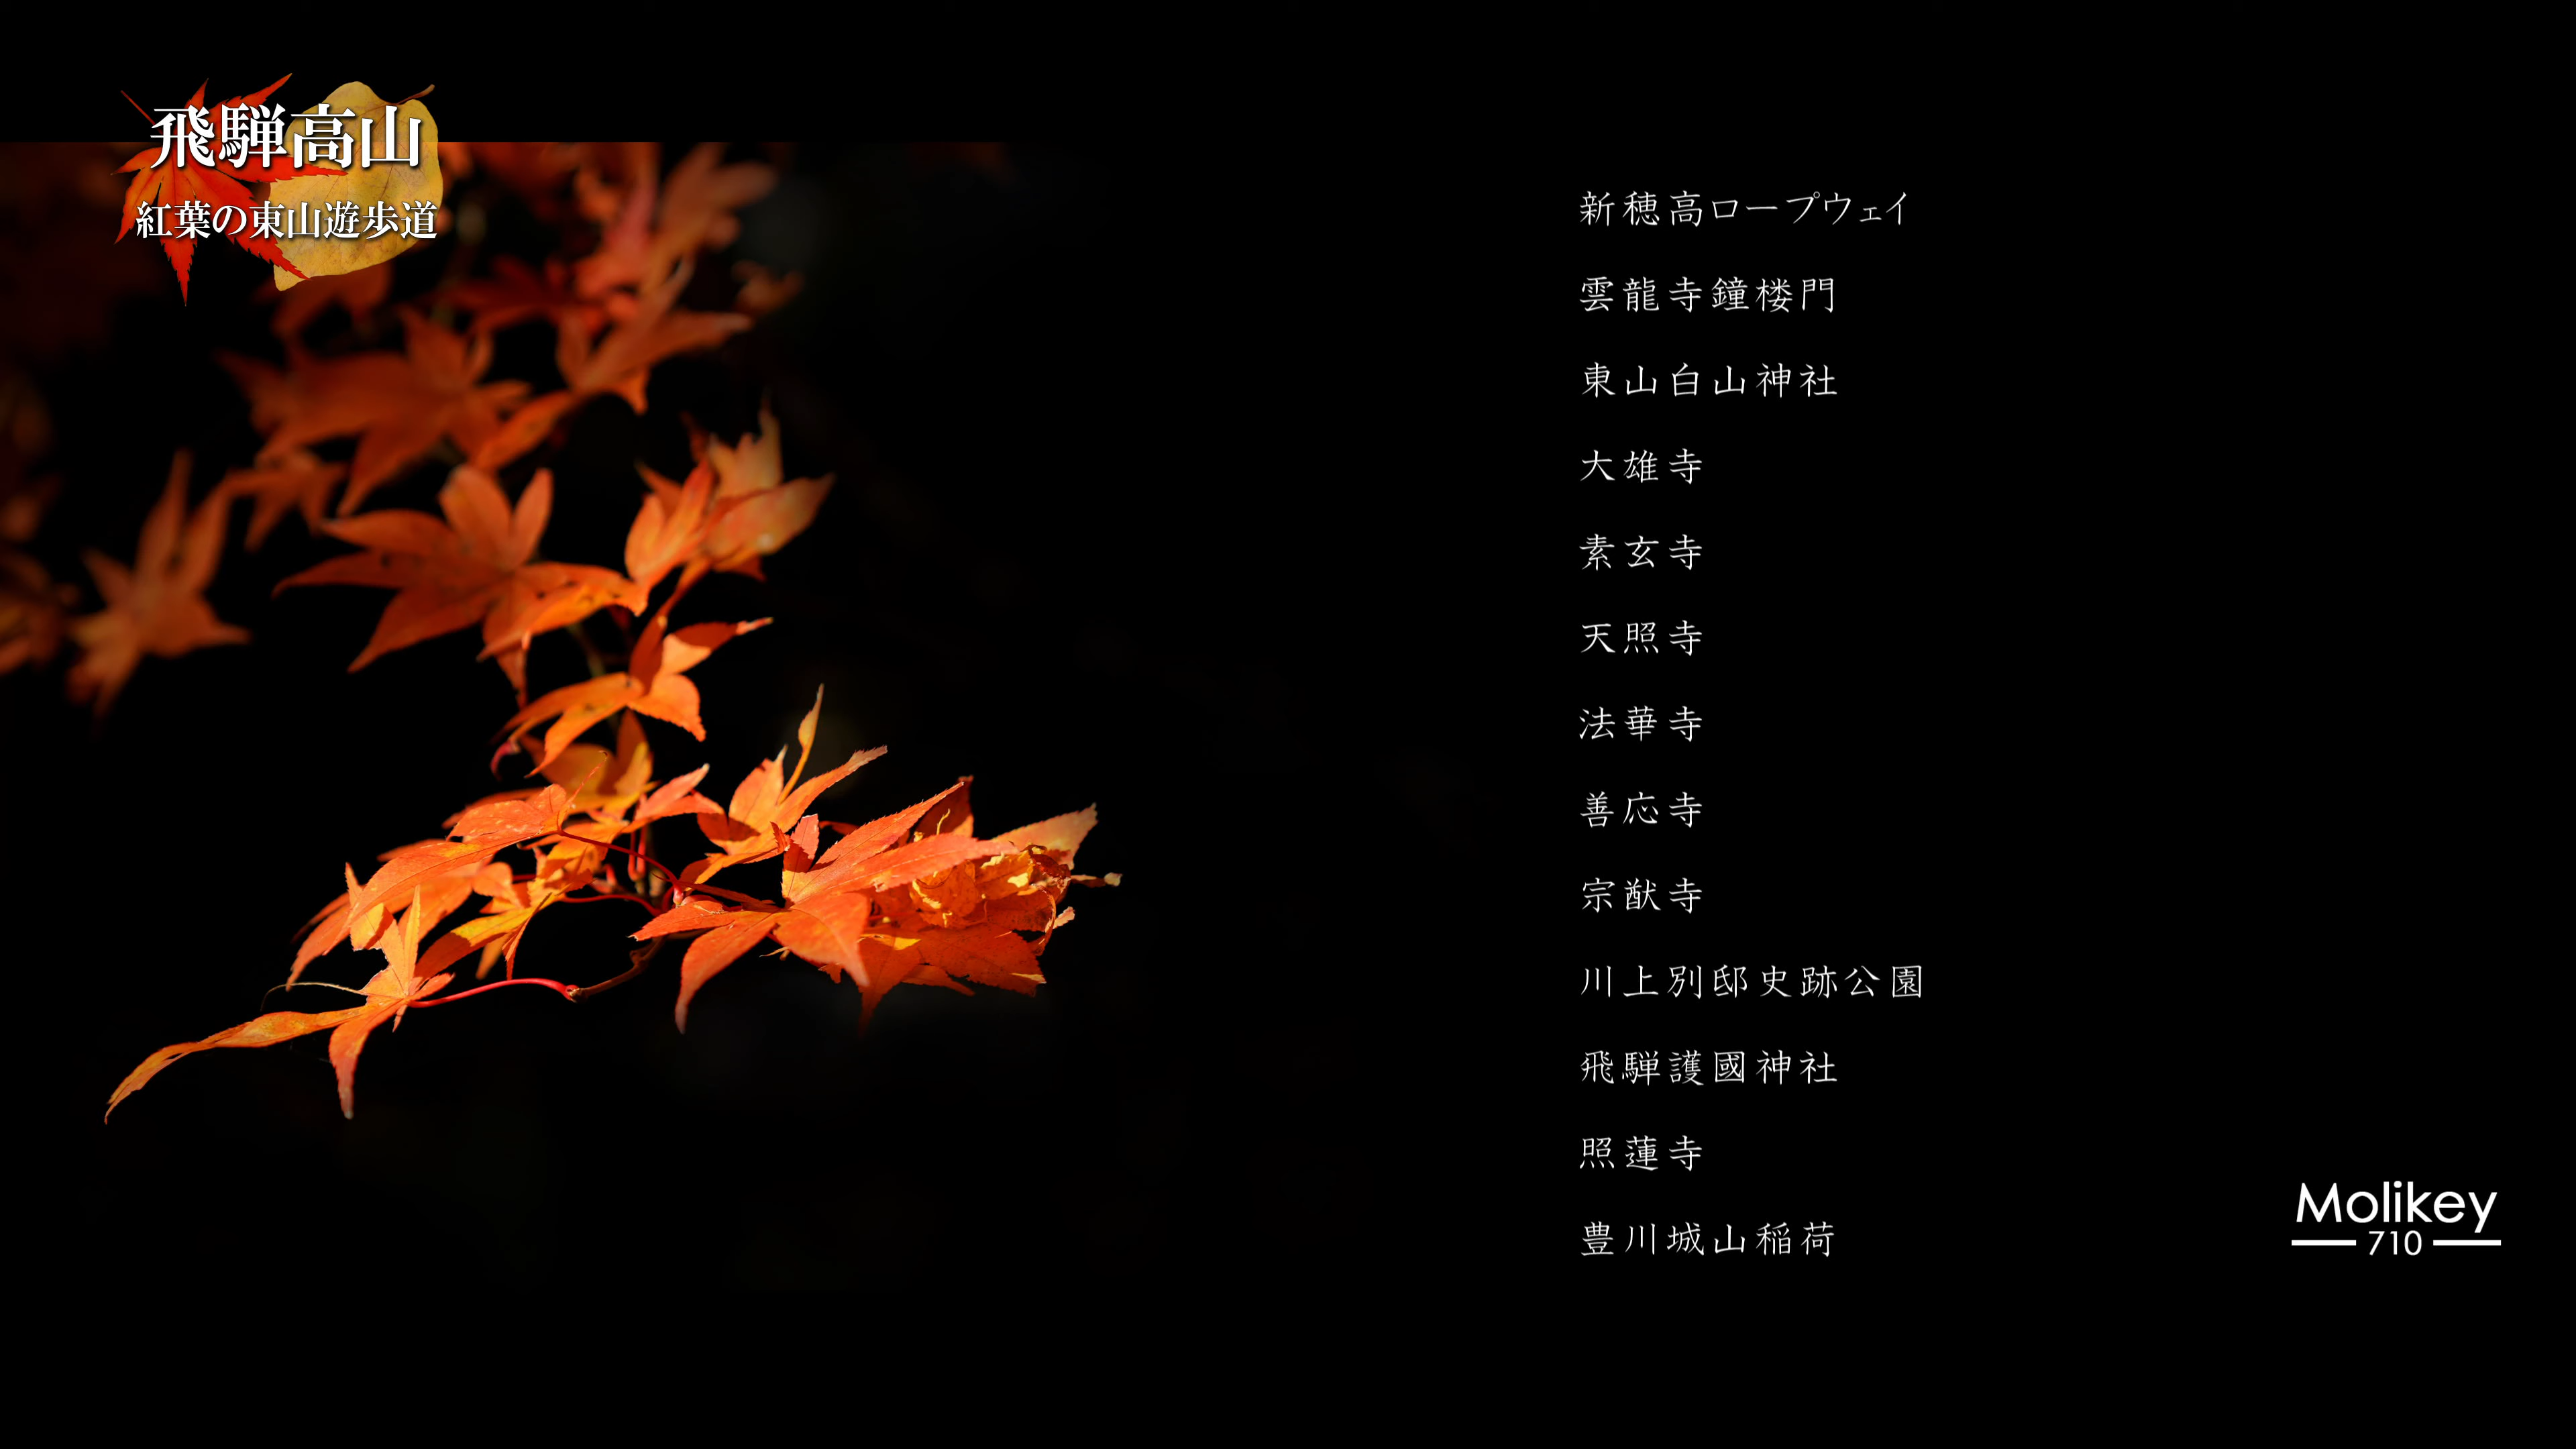 飛騨高山
紅葉の東山遊歩道
新穂高ロープウェイ
雲龍寺鐘楼門
東山白山神社
大雄寺
素玄寺
天照寺
法華寺
善応寺
宗猷寺
川上別邸史跡公園
飛騨護國神社
照蓮寺
豊川城山稲荷
Molikey
710